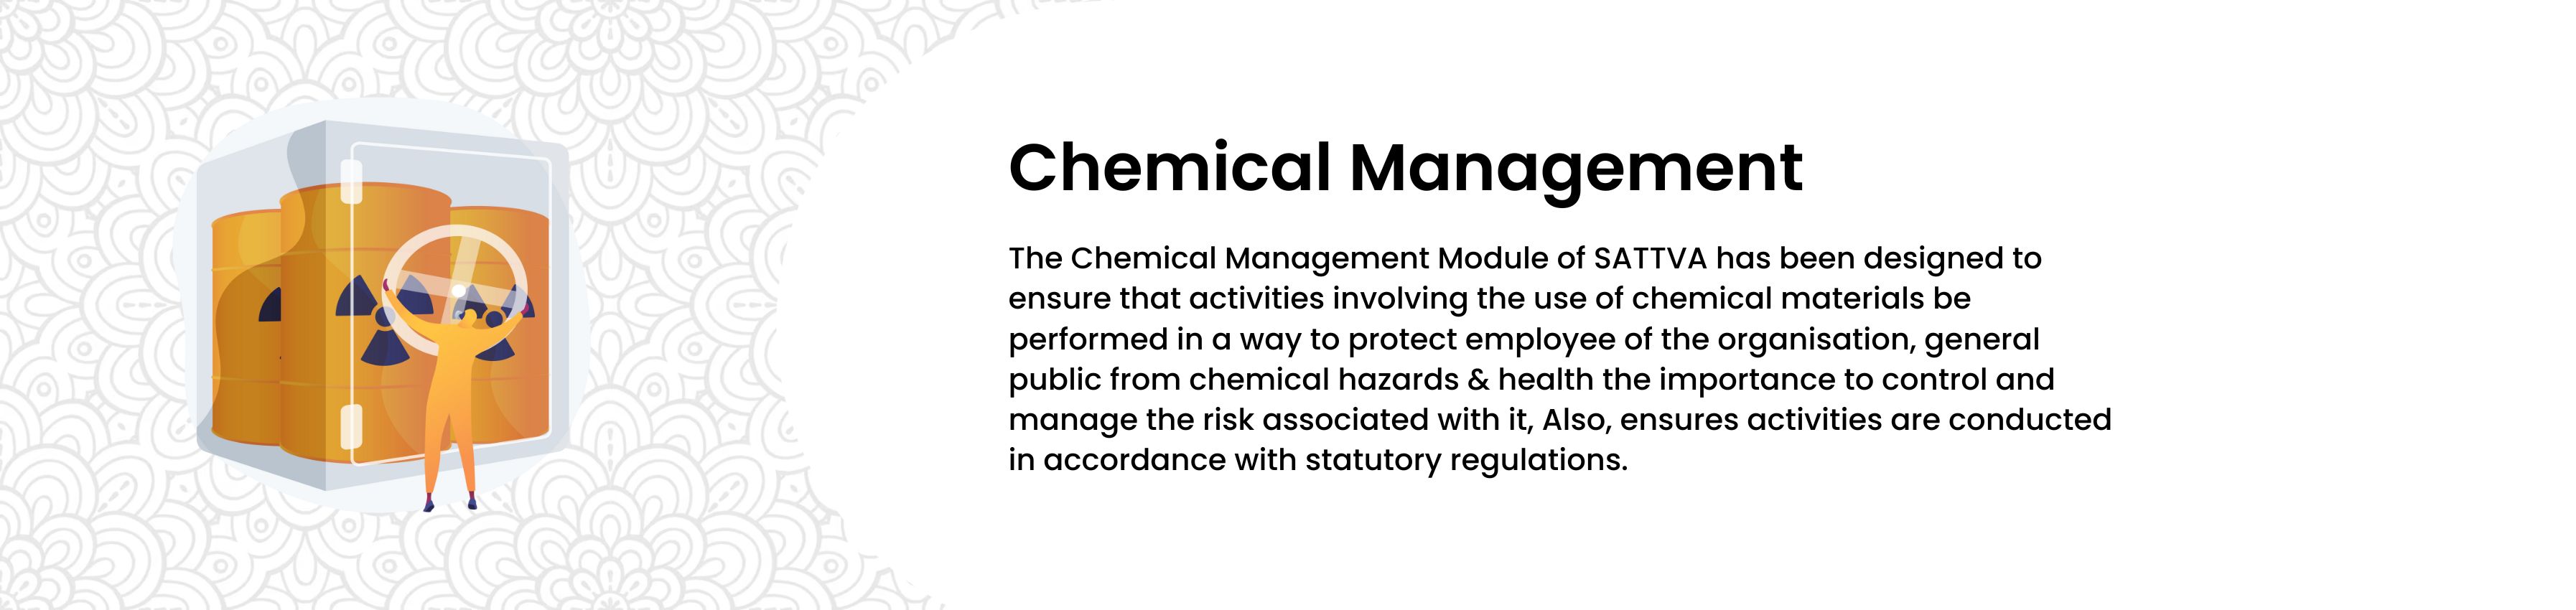 Chemical Management
The Chemical Management Module of SATTVA has been designed to
ensure that activities involving the use of chemical materials be
performed in a way to protect employee of the organisation, general
public from chemical hazards & health the importance to control and
manage the risk associated with it, Also, ensures activities are conducted
in accordance with statutory regulations.